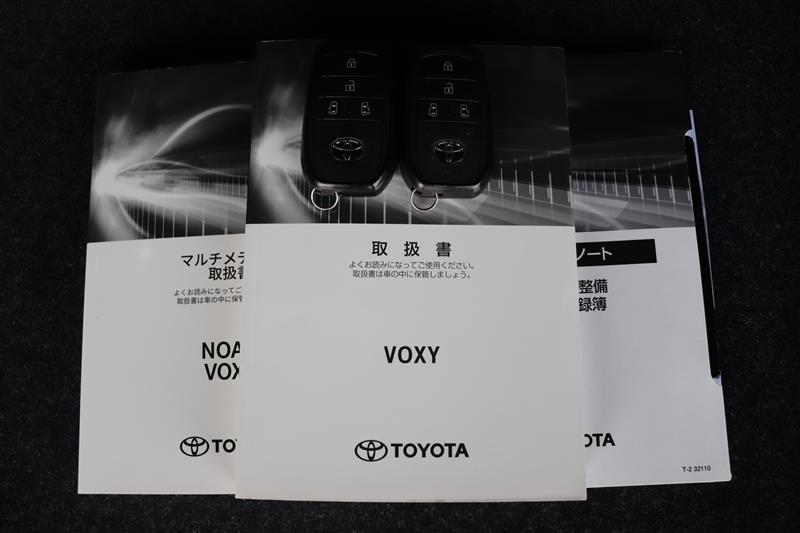 マルチメデ
取扱書
よくお読みになってご
取扱書は車の中に保管
NOA
VOX
取扱書
よくお読みになってご使用ください。
取扱書は車の中に保管しましょう。
VOXY
TOYOTA
ノート
整備
録簿
OTA
T-2 32110